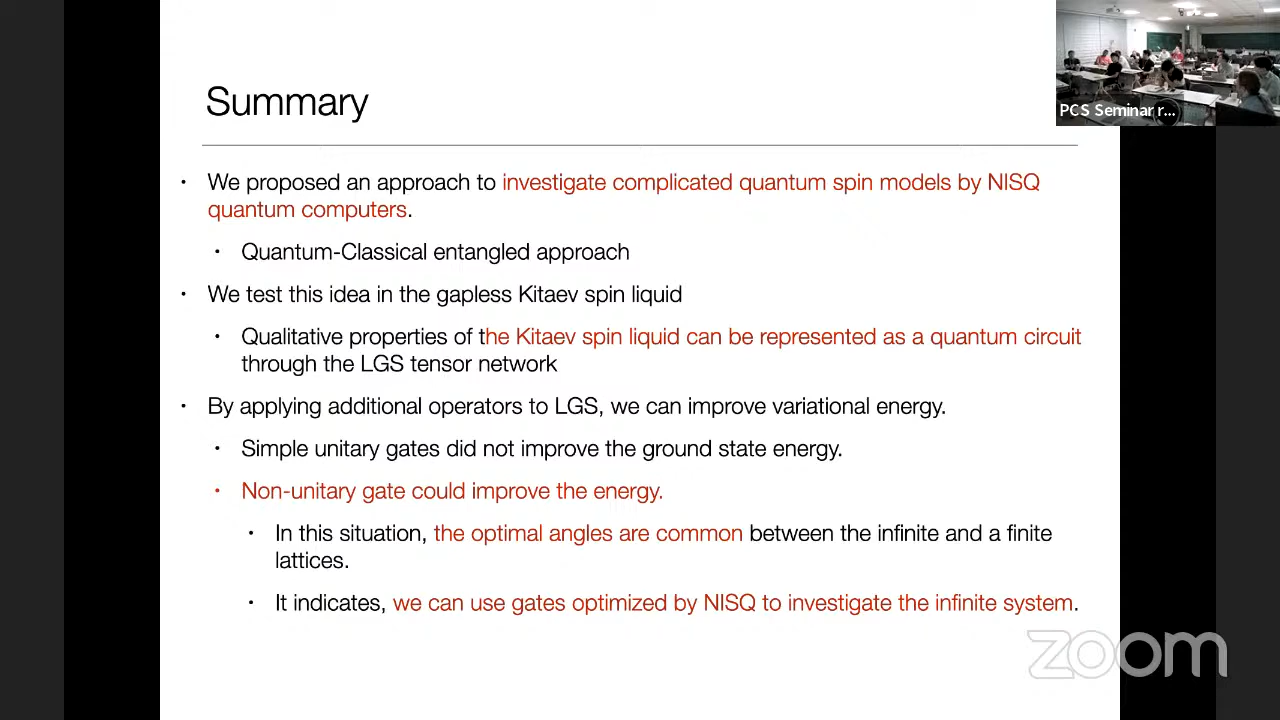 Summary
PCS Seminar r...
• We proposed an approach to investigate complicated quantum spin models by NISQ
quantum computers.
• Quantum-Classical entangled approach
• We test this idea in the gapless Kitaev spin liquid
• Qualitative properties of the Kitaev spin liquid can be represented as a quantum circuit
through the LGS tensor network
• By applying additional operators to LGS, we can improve variational energy.
• Simple unitary gates did not improve the ground state energy.
• Non-unitary gate could improve the energy.
• In this situation, the optimal angles are common between the infinite and a finite
lattices.
• It indicates, we can use gates optimized by NISQ to investigate the infinite system.
zoom